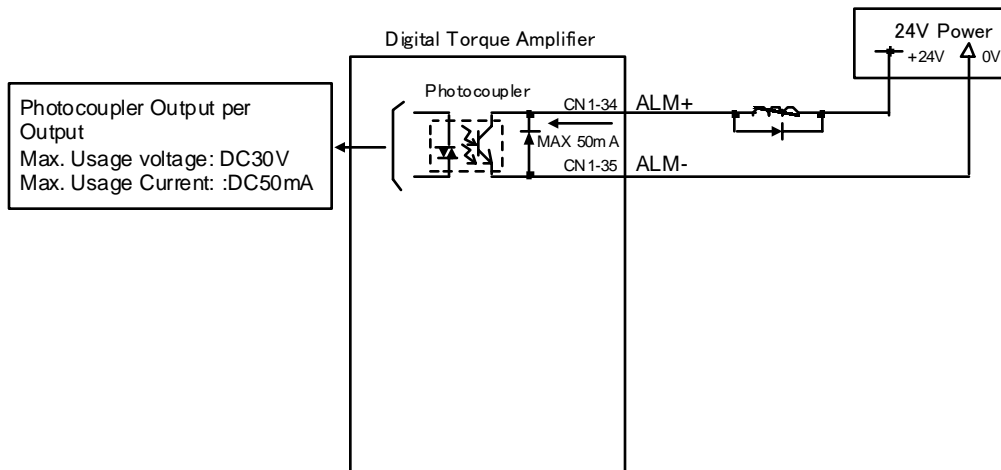 24V Power
+24V
0V
Digital Torque Amplifier
Photocoupler Output per
Output
Max. Usage voltage: DC30V
Max. Usage Current: :DC50mA
Photocoupler
CN1-34
ALM+
MAX 50mA
CN1-35
ALM-